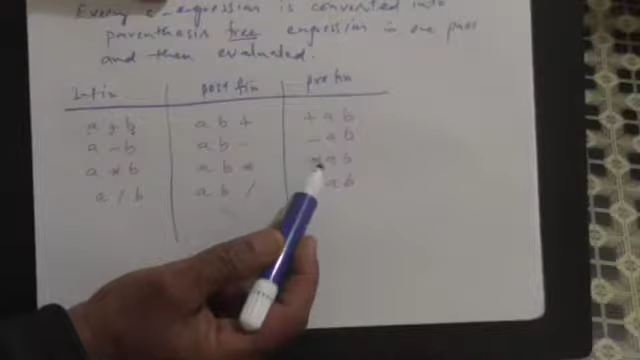 Every c-expression is converted into
parenthesis free expression in one pass
and then evaluated.
Infix postfix prefix
a + b a b + + a b
a - b a b - - a b
a * b a b * * a b
a / b a b / a b